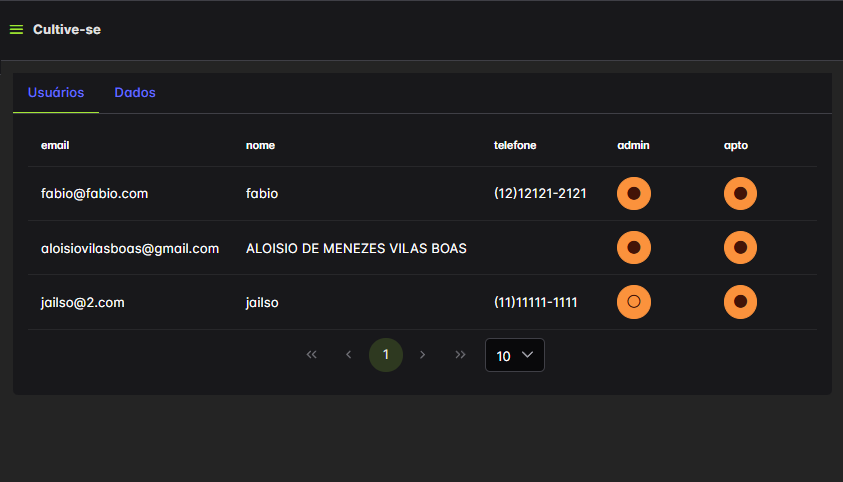 Cultive-se
Usuários Dados
email nome telefone admin apto
fabio@fabio.com fabio (12)12121-2121
aloisiovilasboas@gmail.com ALOISIO DE MENEZES VILAS BOAS
jailso@2.com jailso (11)11111-1111
1 10